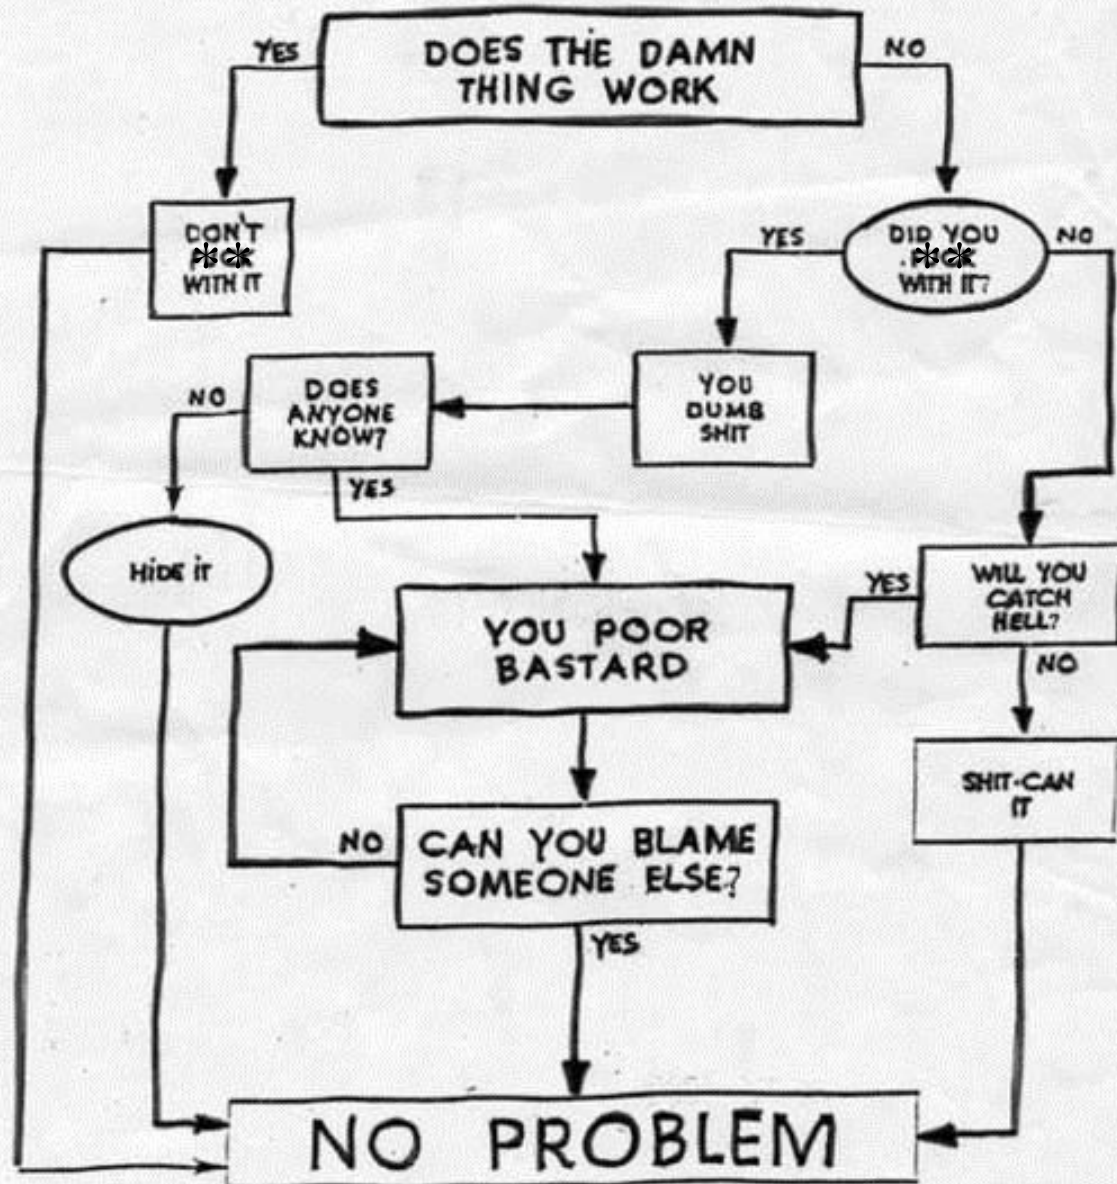 DOES THE DAMN
THING WORK
YES
NO
DON'T
F**K
WITH IT
DID YOU
F**K
WITH IT?
YES
NO
YOU
DUMB
SHIT
DOES
ANYONE
KNOW?
NO
YES
HIDE IT
WILL YOU
CATCH
HELL?
YES
NO
YOU POOR
BASTARD
SHIT-CAN
IT
CAN YOU BLAME
SOMEONE ELSE?
NO
YES
NO PROBLEM